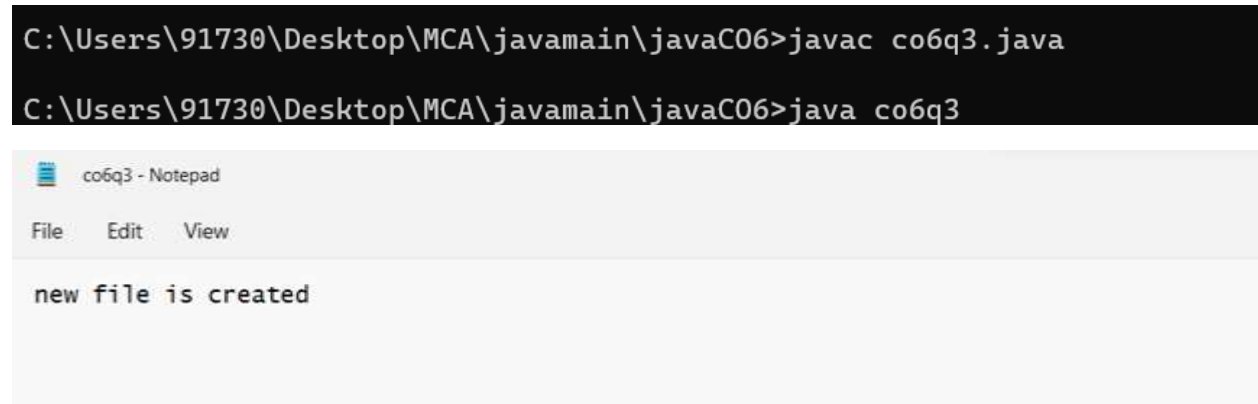 C:\Users\91730\Desktop\MCA\javamain\javaCO6>javac co6q3.java
C:\Users\91730\Desktop\MCA\javamain\javaCO6>java co6q3
co6q3 - Notepad
File Edit View
new file is created